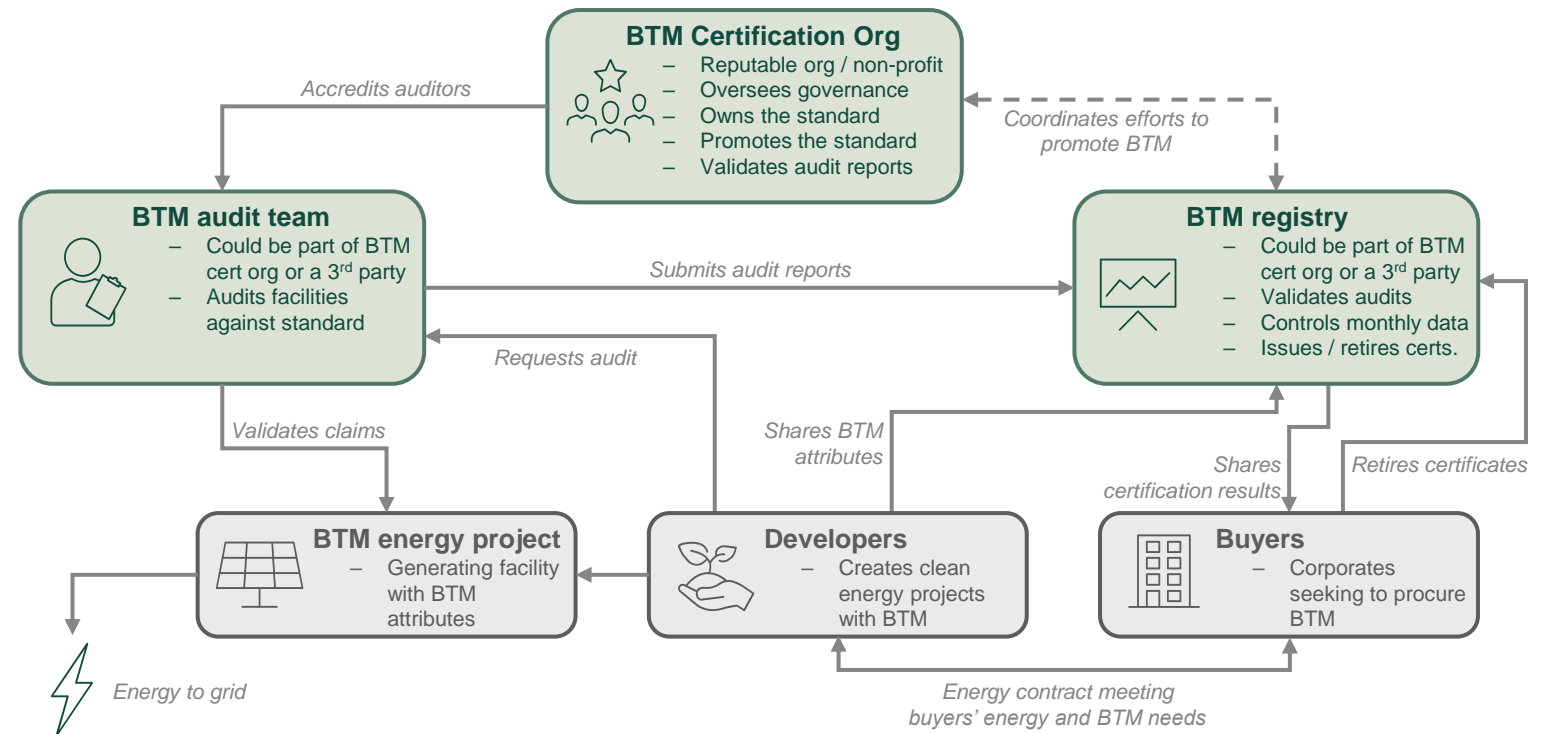 BTM Certification Org
– Reputable org / non-profit
– Oversees governance
– Owns the standard
– Promotes the standard
– Validates audit reports
Accredits auditors
Coordinates efforts to
promote BTM
BTM audit team
– Could be part of BTM
cert org or a 3rd party
– Audits facilities
against standard
Submits audit reports
BTM registry
– Could be part of BTM
cert org or a 3rd party
– Validates audits
– Controls monthly data
– Issues / retires certs.
Requests audit
Validates claims
Shares BTM
attributes
Shares
certification results
Retires certificates
BTM energy project
– Generating facility
with BTM
attributes
Developers
– Creates clean
energy projects
with BTM
Buyers
– Corporates
seeking to procure
BTM
Energy to grid
Energy contract meeting
buyers’ energy and BTM needs